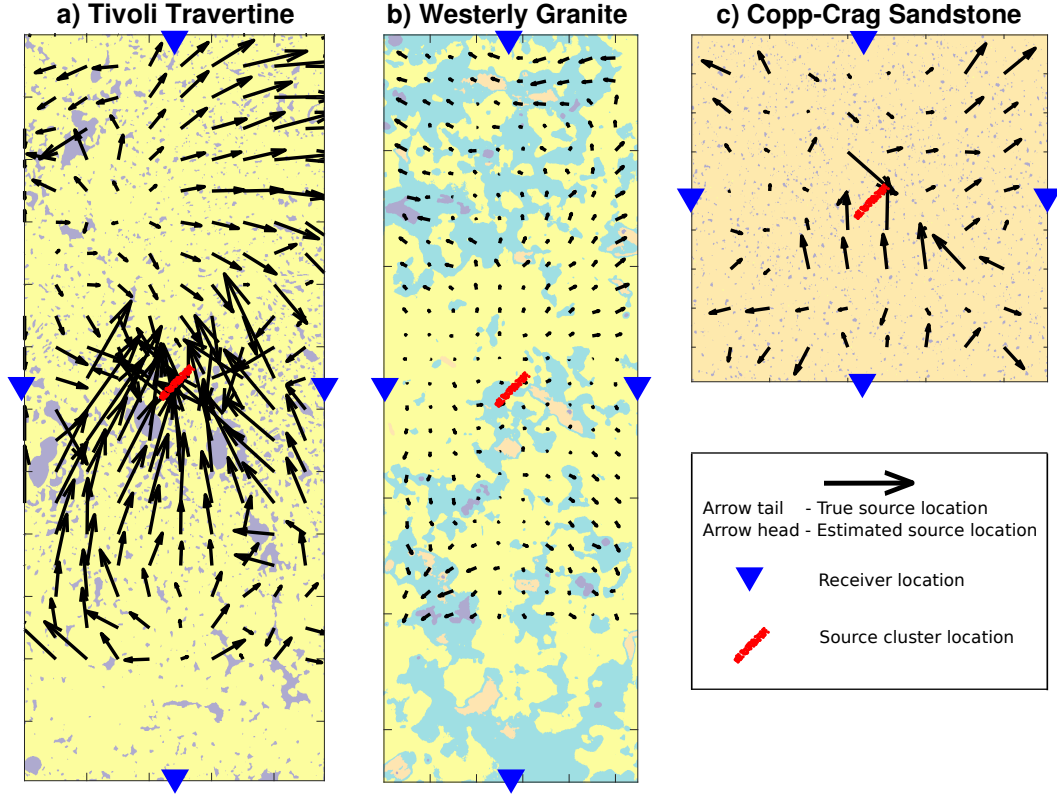 a) Tivoli Travertine
b) Westerly Granite
c) Copp-Crag Sandstone
Arrow tail - True source location
Arrow head - Estimated source location
Receiver location
Source cluster location